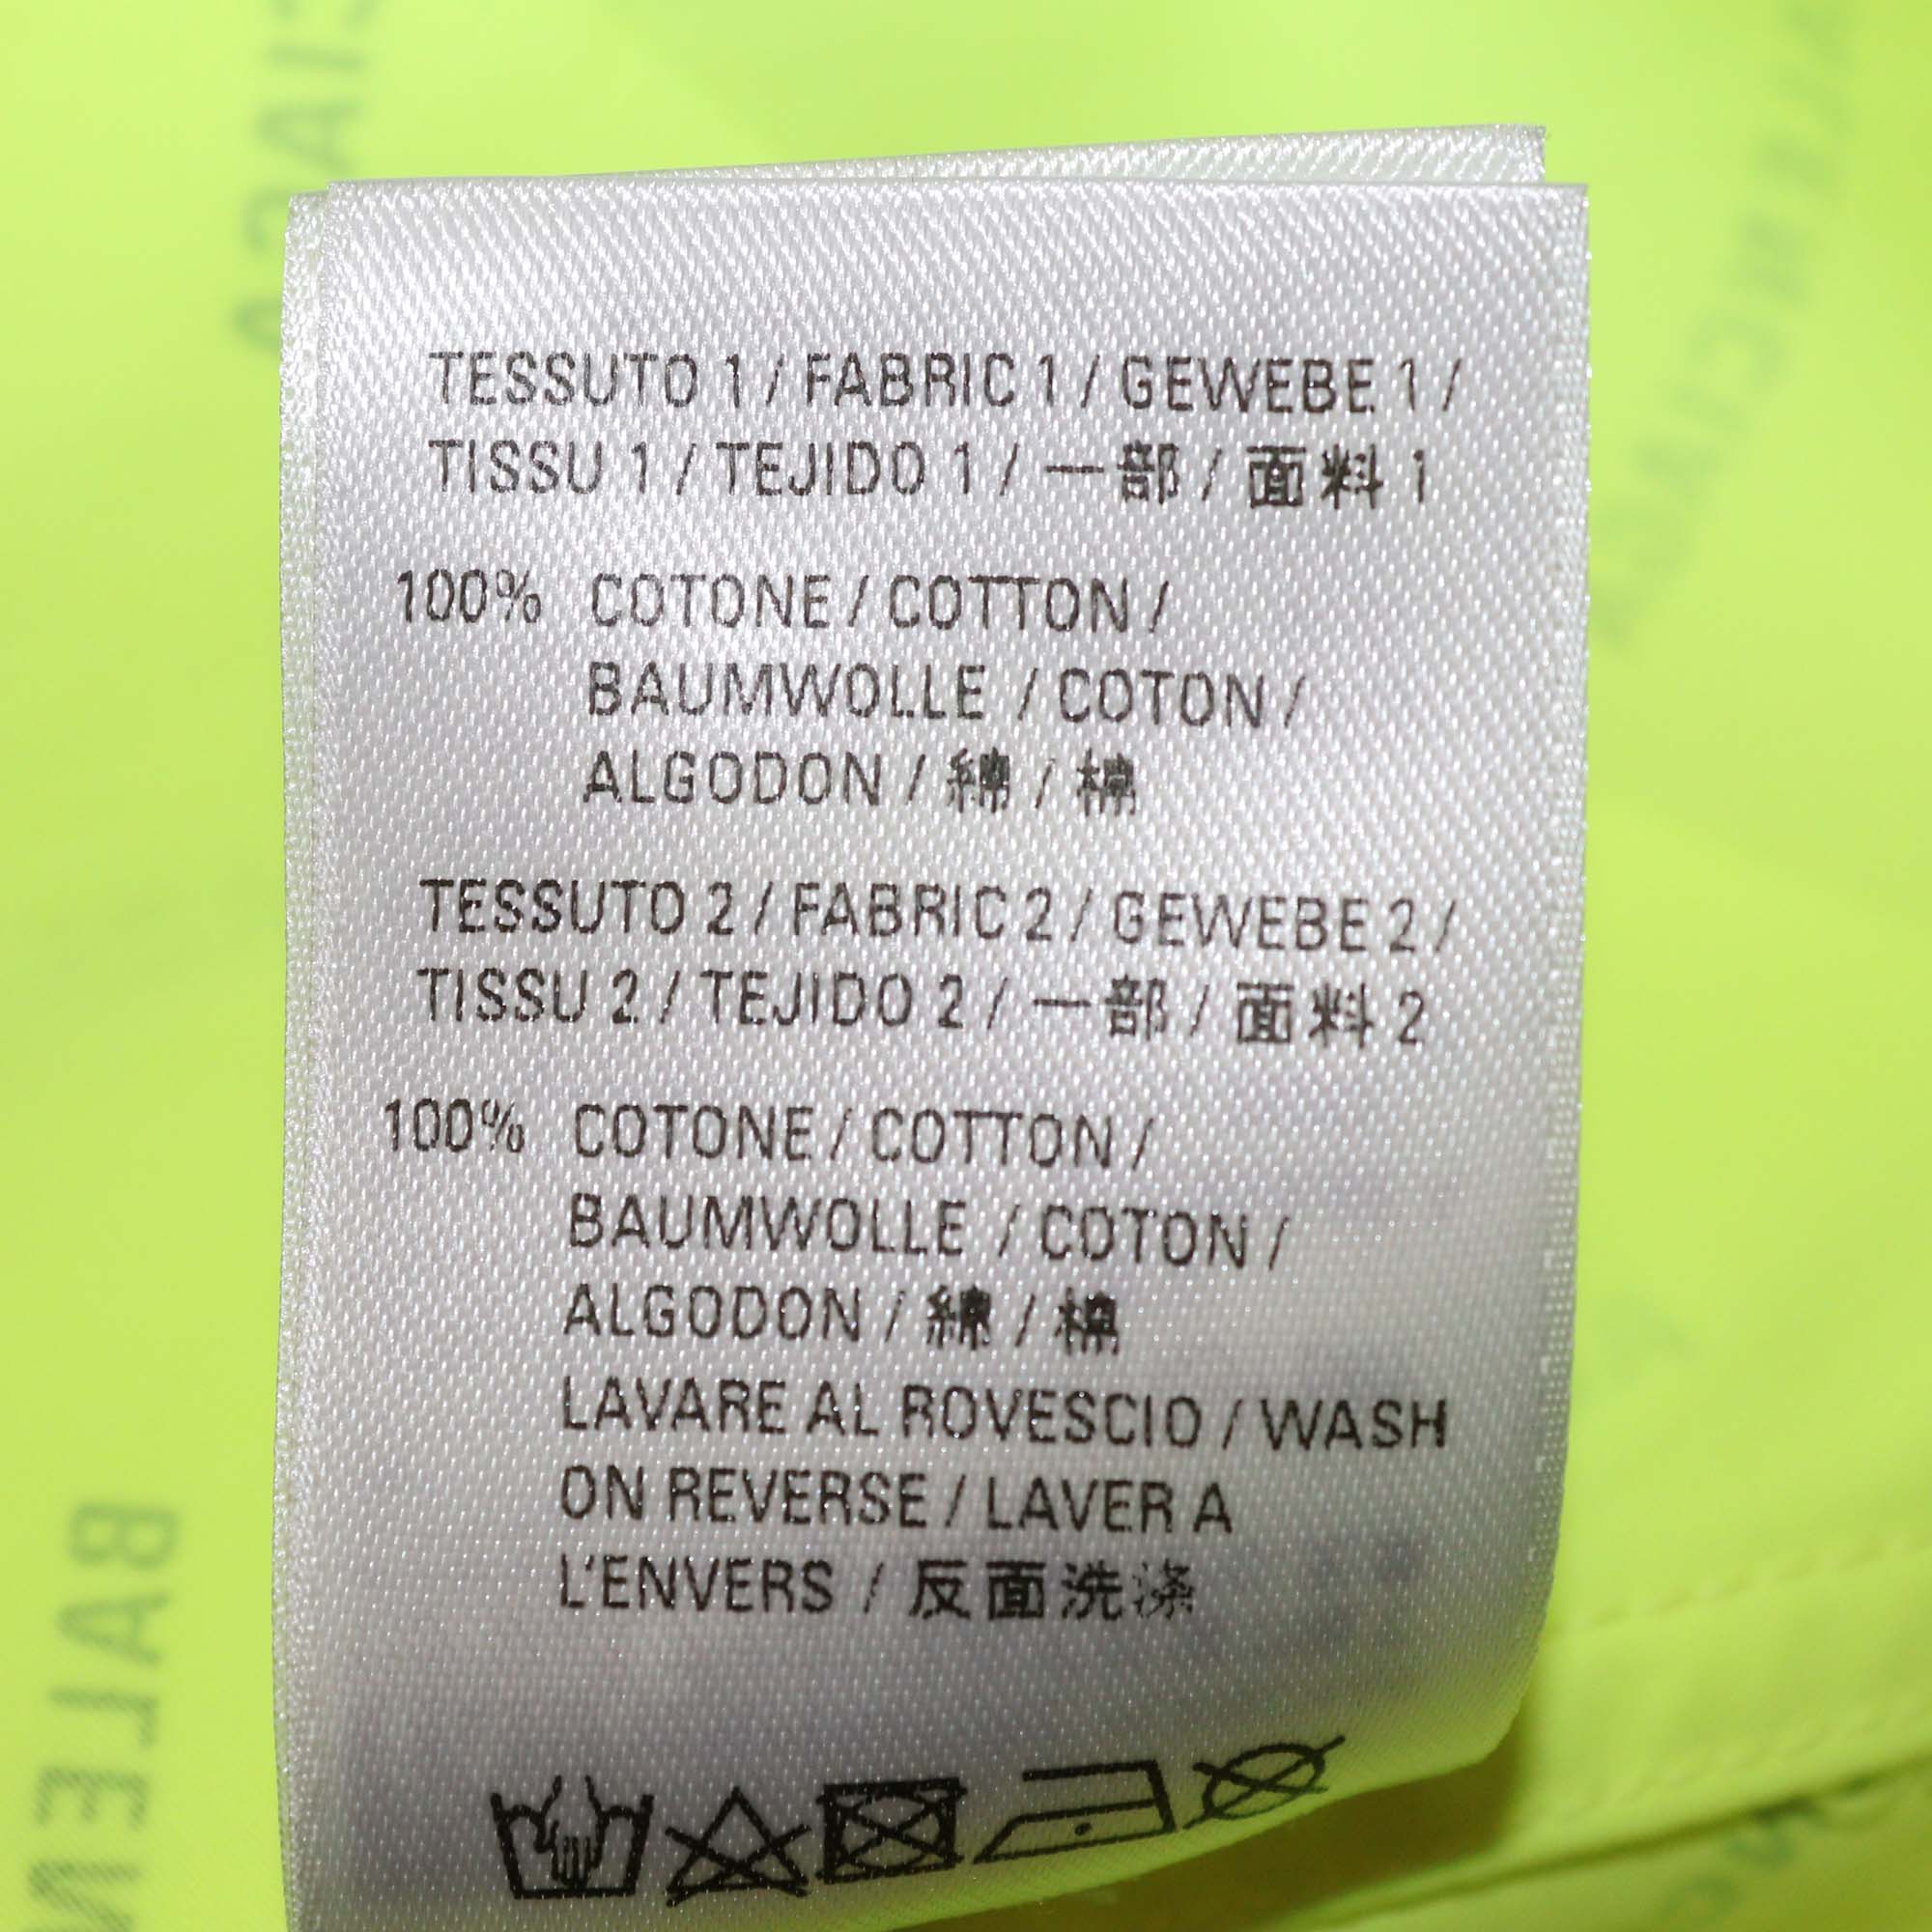 TESSUTO 1 / FABRIC 1 / GEWEBE 1 /
TISSU 1 / TEJIDO 1 / 一部 / 面料 1
100% COTONE / COTTON /
BAUMWOLLE / COTON /
ALGODON / 綿 / 棉
TESSUTO 2 / FABRIC 2 / GEWEBE 2 /
TISSU 2 / TEJIDO 2 / 一部 / 面料 2
100% COTONE / COTTON /
BAUMWOLLE / COTON /
ALGODON / 綿 / 棉
LAVARE AL ROVESCIO / WASH
ON REVERSE / LAVER A
L'ENVERS / 反面洗涤